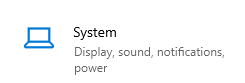 System
Display, sound, notifications,
power